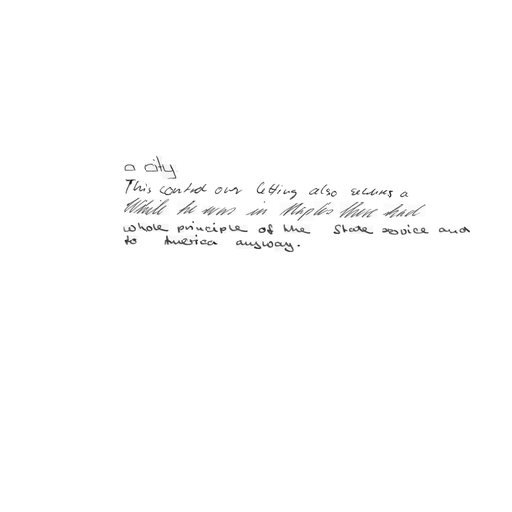 a city
This control over letting also secures a
While he was in Naples there had
whole principle of the State service and
to America anyway.